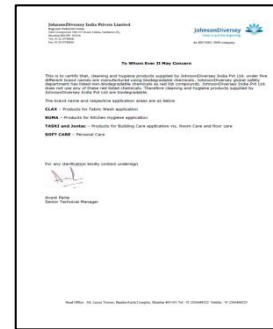 JohnsonDiversey India Private Limited
JohnsonDiversey
To Whom Ever It May Concern
This is to certify that, cleaning and hygiene products supplied by JohnsonDiversey India Pvt Ltd. under five
different brand names are manufactured using biodegradable chemicals. JohnsonDiversey global safety
department has listed non-biodegradable chemicals as red list compounds. JohnsonDiversey India Pvt Ltd.
does not use any of these red listed chemicals. Therefore cleaning and hygiene products supplied by
JohnsonDiversey India Pvt Ltd are biodegradable.
The brand name and respective application areas are as below
CLAX – Products for Fabric Wash application
SUMA – Products for Kitchen Hygiene application
TASKI and Jontec – Products for Building Care application viz. Room Care and floor care
SOFT CARE – Personal Care
For any clarification kindly contact undersign
Senior Technical Manager